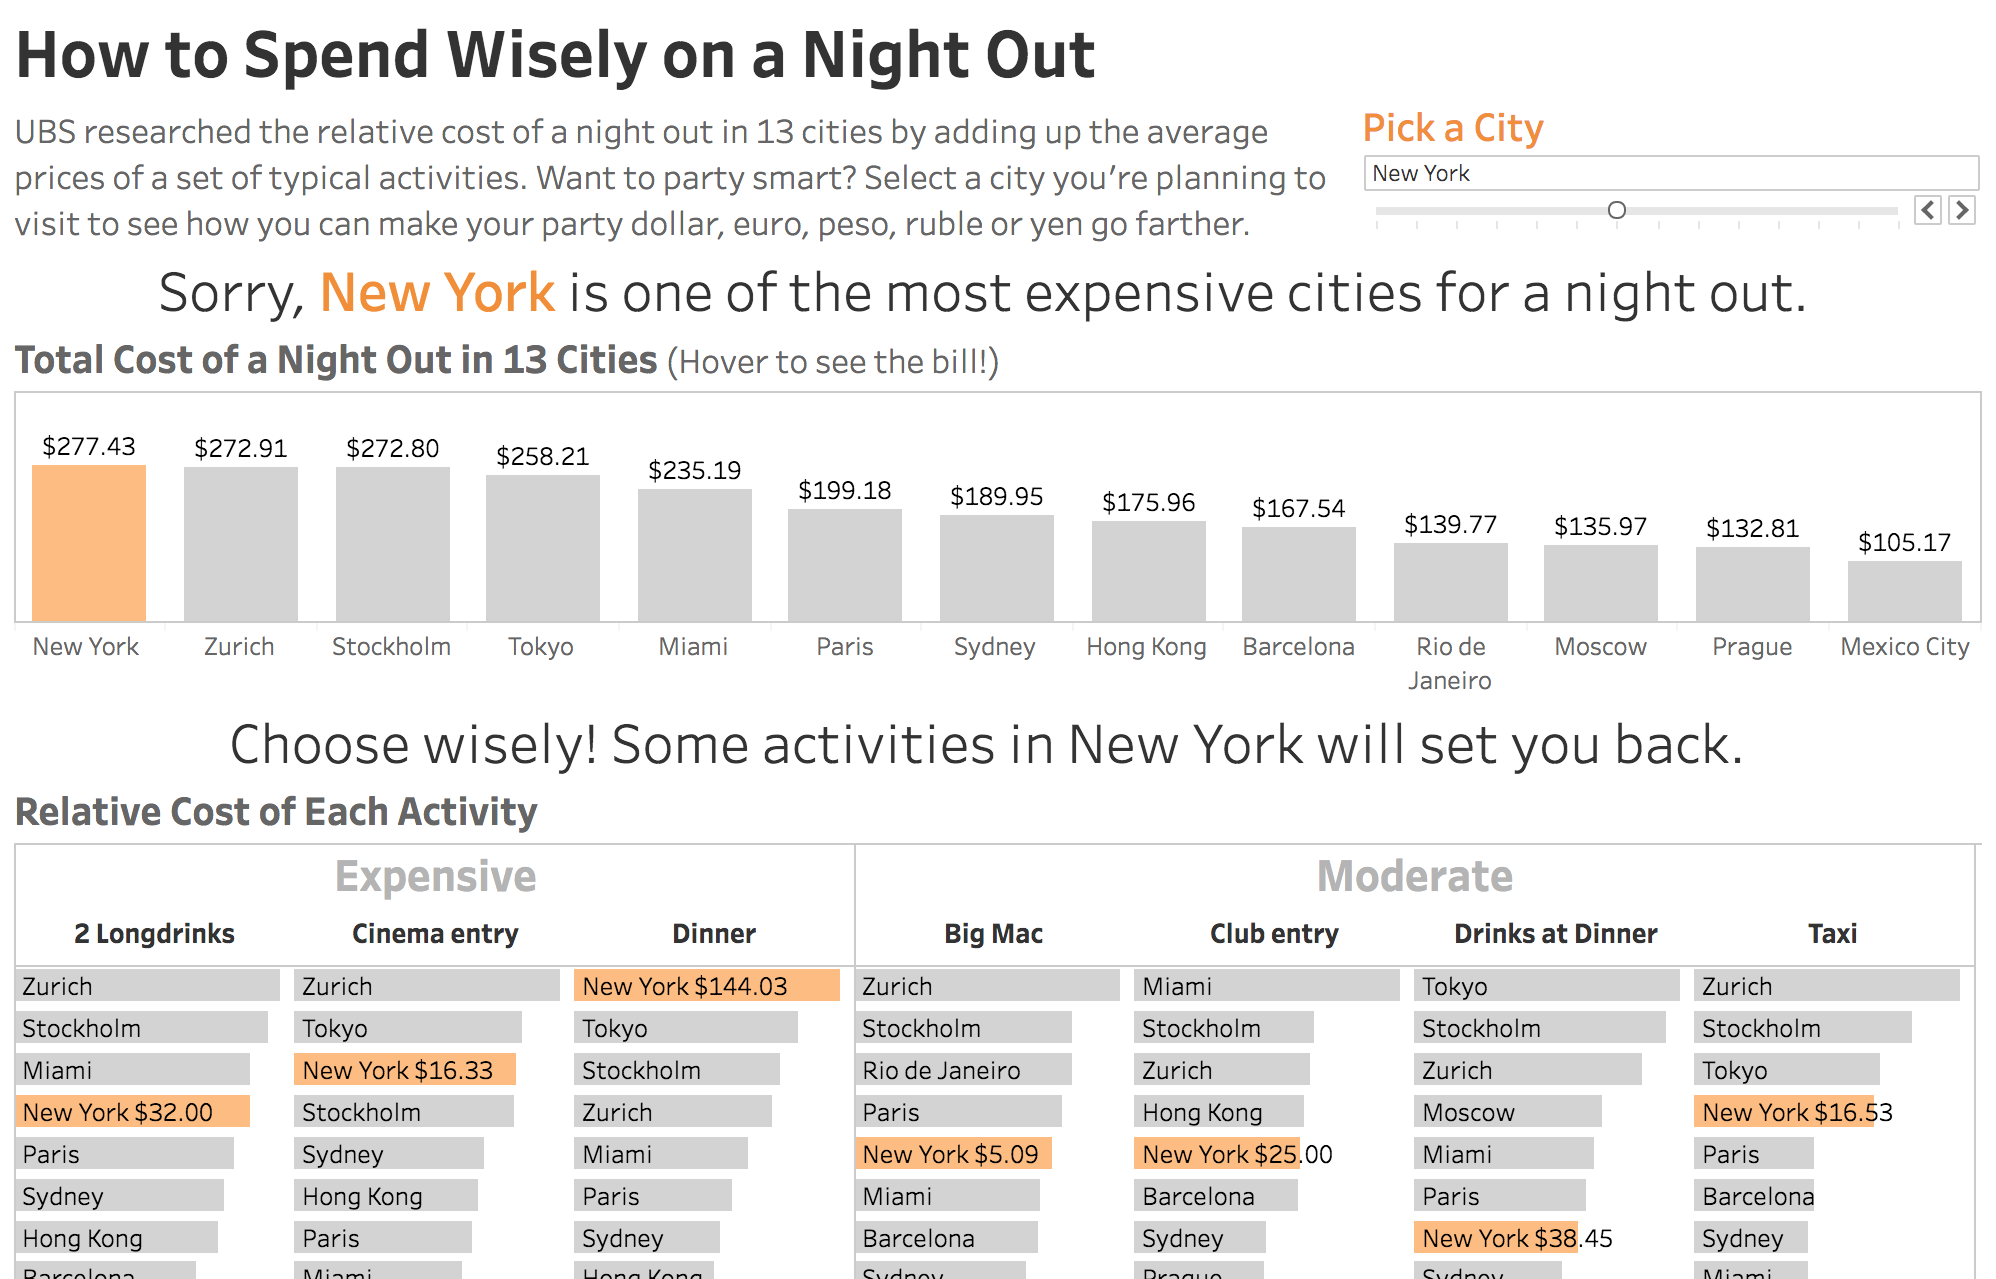 How to Spend Wisely on a Night Out
UBS researched the relative cost of a night out in 13 cities by adding up the average
prices of a set of typical activities. Want to party smart? Select a city you’re planning to
visit to see how you can make your party dollar, euro, peso, ruble or yen go farther.
Pick a City
New York
Sorry, New York is one of the most expensive cities for a night out.
Total Cost of a Night Out in 13 Cities (Hover to see the bill!)
$277.43 $272.91 $272.80 $258.21 $235.19 $199.18 $189.95 $175.96 $167.54 $139.77 $135.97 $132.81 $105.17
New York Zurich Stockholm Tokyo Miami Paris Sydney Hong Kong Barcelona Rio de Moscow Prague Mexico City
Janeiro
Choose wisely! Some activities in New York will set you back.
Relative Cost of Each Activity
Expensive Moderate
2 Longdrinks Cinema entry Dinner Big Mac Club entry Drinks at Dinner Taxi
Zurich Zurich New York $144.03 Zurich Miami Tokyo Zurich
Stockholm Tokyo Tokyo Stockholm Stockholm Stockholm Stockholm
Miami New York $16.33 Stockholm Rio de Janeiro Zurich Zurich Tokyo
New York $32.00 Stockholm Zurich Paris Hong Kong Moscow New York $16.53
Paris Sydney Miami New York $5.09 New York $25.00 Miami Paris
Sydney Hong Kong Paris Miami Barcelona Paris Barcelona
Hong Kong Paris Sydney Barcelona Sydney New York $38.45 Sydney
Barcelona Miami Hong Kong Sydney Prague Sydney Miami